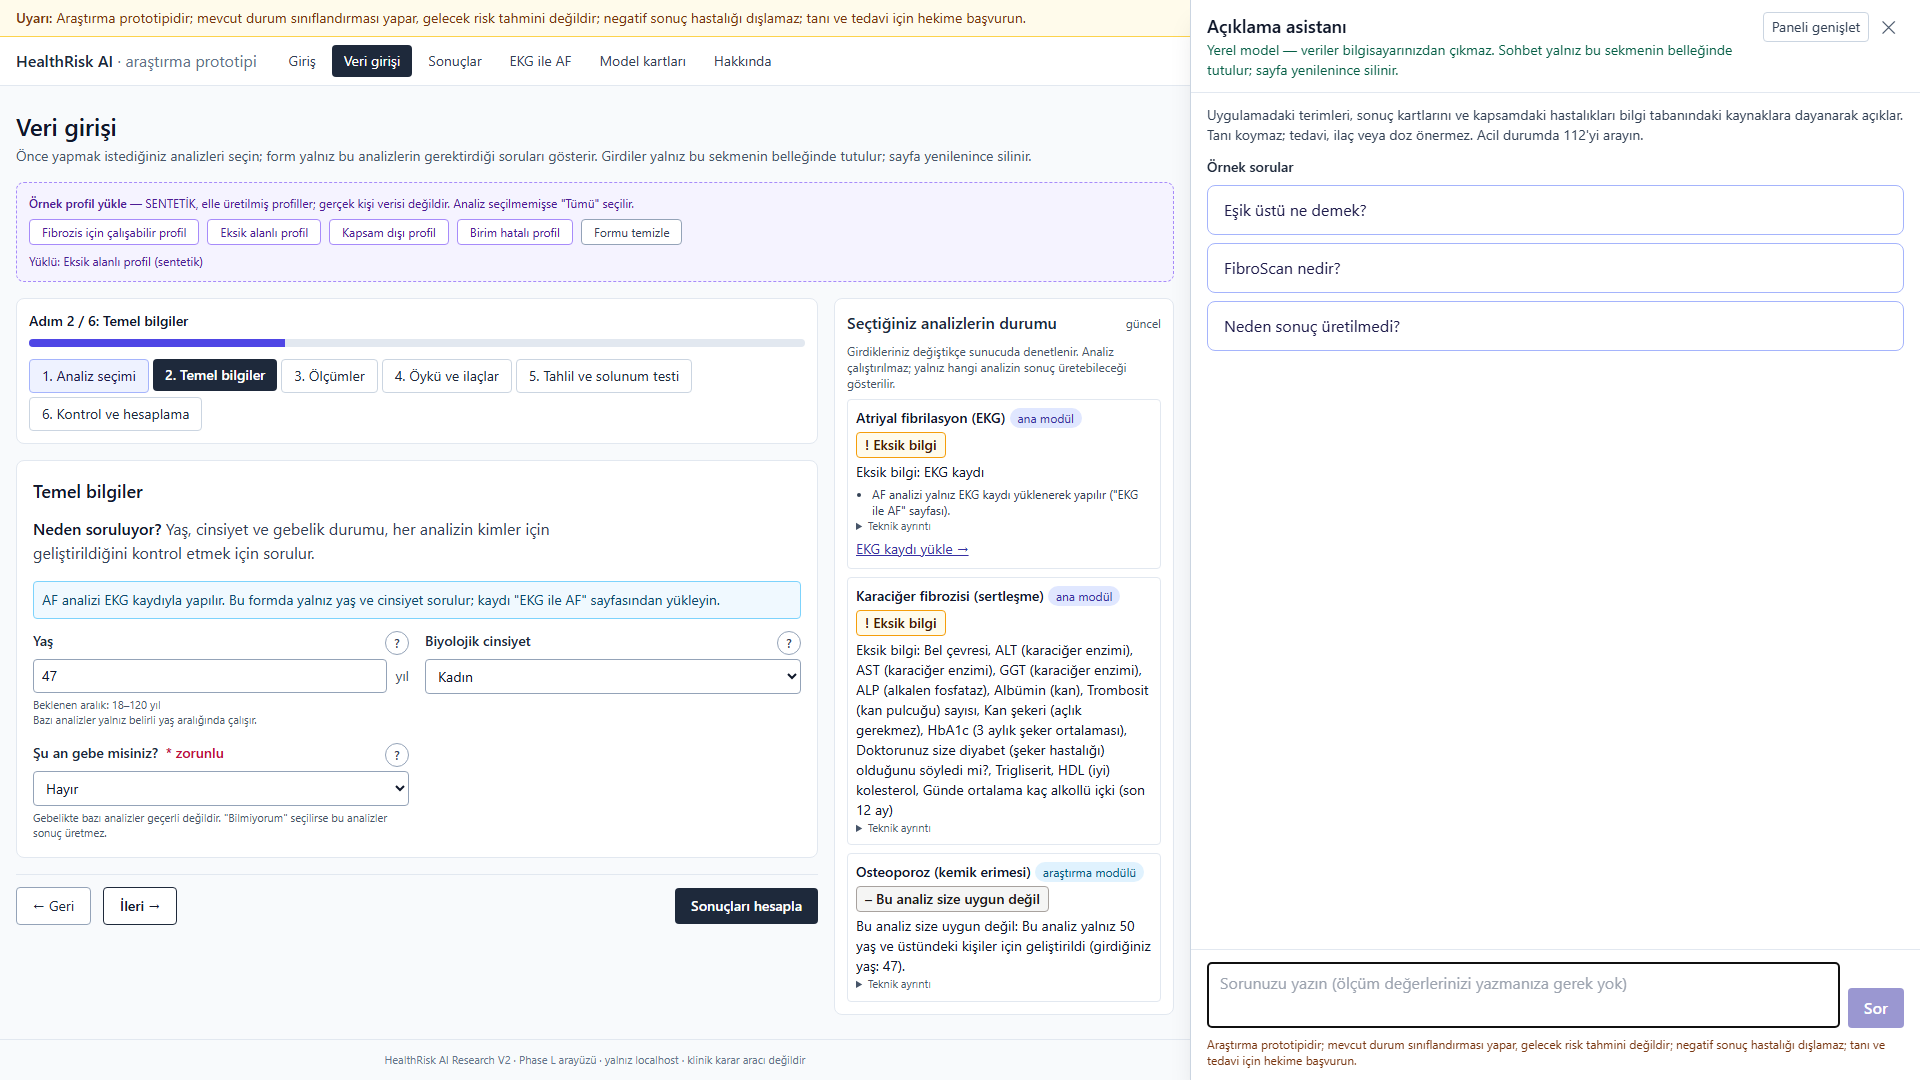 Uyarı: Araştırma prototipidir; mevcut durum sınıflandırması yapar, gelecek risk tahmini değildir; negatif sonuç hastalığı dışlamaz; tanı ve tedavi için hekime başvurun.
HealthRisk AI · araştırma prototipi
Giriş
Veri girişi
Sonuçlar
EKG ile AF
Model kartları
Hakkında
Veri girişi
Önce yapmak istediğiniz analizleri seçin; form yalnız bu analizlerin gerektirdiği soruları gösterir. Girdiler yalnız bu sekmenin belleğinde tutulur; sayfa yenilenince silinir.
Örnek profil yükle — SENTETİK, elle üretilmiş profiller; gerçek kişi verisi değildir. Analiz seçilmemişse "Tümü" seçilir.
Fibrozis için çalışabilir profil
Eksik alanlı profil
Kapsam dışı profil
Birim hatalı profil
Formu temizle
Yüklü: Eksik alanlı profil (sentetik)
Adım 2 / 6: Temel bilgiler
1. Analiz seçimi
2. Temel bilgiler
3. Ölçümler
4. Öykü ve ilaçlar
5. Tahlil ve solunum testi
6. Kontrol ve hesaplama
Temel bilgiler
Neden soruluyor? Yaş, cinsiyet ve gebelik durumu, her analizin kimler için
geliştirildiğini kontrol etmek için sorulur.
AF analizi EKG kaydıyla yapılır. Bu formda yalnız yaş ve cinsiyet sorulur; kaydı "EKG ile AF" sayfasından yükleyin.
Yaş
?
47
yıl
Beklenen aralık: 18–120 yıl
Bazı analizler yalnız belirli yaş aralığında çalışır.
Biyolojik cinsiyet
?
Kadın
Şu an gebe misiniz? * zorunlu
?
Hayır
Gebelikte bazı analizler geçerli değildir. "Bilmiyorum" seçilirse bu analizler
sonuç üretmez.
← Geri
İleri →
Sonuçları hesapla
Seçtiğiniz analizlerin durumu
güncel
Girdikleriniz değiştikçe sunucuda denetlenir. Analiz
çalıştırılmaz; yalnız hangi analizin sonuç üretebileceği
gösterilir.
Atriyal fibrilasyon (EKG)
ana modül
! Eksik bilgi
Eksik bilgi: EKG kaydı
• AF analizi yalnız EKG kaydı yüklenerek yapılır ("EKG
ile AF" sayfası).
▶ Teknik ayrıntı
EKG kaydı yükle →
Karaciğer fibrozisi (sertleşme)
ana modül
! Eksik bilgi
Eksik bilgi: Bel çevresi, ALT (karaciğer enzimi),
AST (karaciğer enzimi), GGT (karaciğer enzimi),
ALP (alkalen fosfataz), Albümin (kan), Trombosit
(kan pulcuğu) sayısı, Kan şekeri (açlık
gerekmez), HbA1c (3 aylık şeker ortalaması),
Doktorunuz size diyabet (şeker hastalığı)
olduğunu söyledi mi?, Trigliserit, HDL (iyi)
kolesterol, Günde ortalama kaç alkollü içki (son
12 ay)
▶ Teknik ayrıntı
Osteoporoz (kemik erimesi)
araştırma modülü
– Bu analiz size uygun değil
Bu analiz size uygun değil: Bu analiz yalnız 50
yaş ve üstündeki kişiler için geliştirildi (girdiğiniz
yaş: 47).
▶ Teknik ayrıntı
HealthRisk AI Research V2 · Phase L arayüzü · yalnız localhost · klinik karar aracı değildir
Açıklama asistanı
Paneli genişlet
Yerel model — veriler bilgisayarınızdan çıkmaz. Sohbet yalnız bu sekmenin belleğinde
tutulur; sayfa yenilenince silinir.
Uygulamadaki terimleri, sonuç kartlarını ve kapsamdaki hastalıkları bilgi tabanındaki kaynaklara dayanarak açıklar.
Tanı koymaz; tedavi, ilaç veya doz önermez. Acil durumda 112'yi arayın.
Örnek sorular
Eşik üstü ne demek?
FibroScan nedir?
Neden sonuç üretilmedi?
Sorunuzu yazın (ölçüm değerlerinizi yazmanıza gerek yok)
Sor
Araştırma prototipidir; mevcut durum sınıflandırması yapar, gelecek risk tahmini değildir; negatif sonuç hastalığı dışlamaz; tanı ve
tedavi için hekime başvurun.